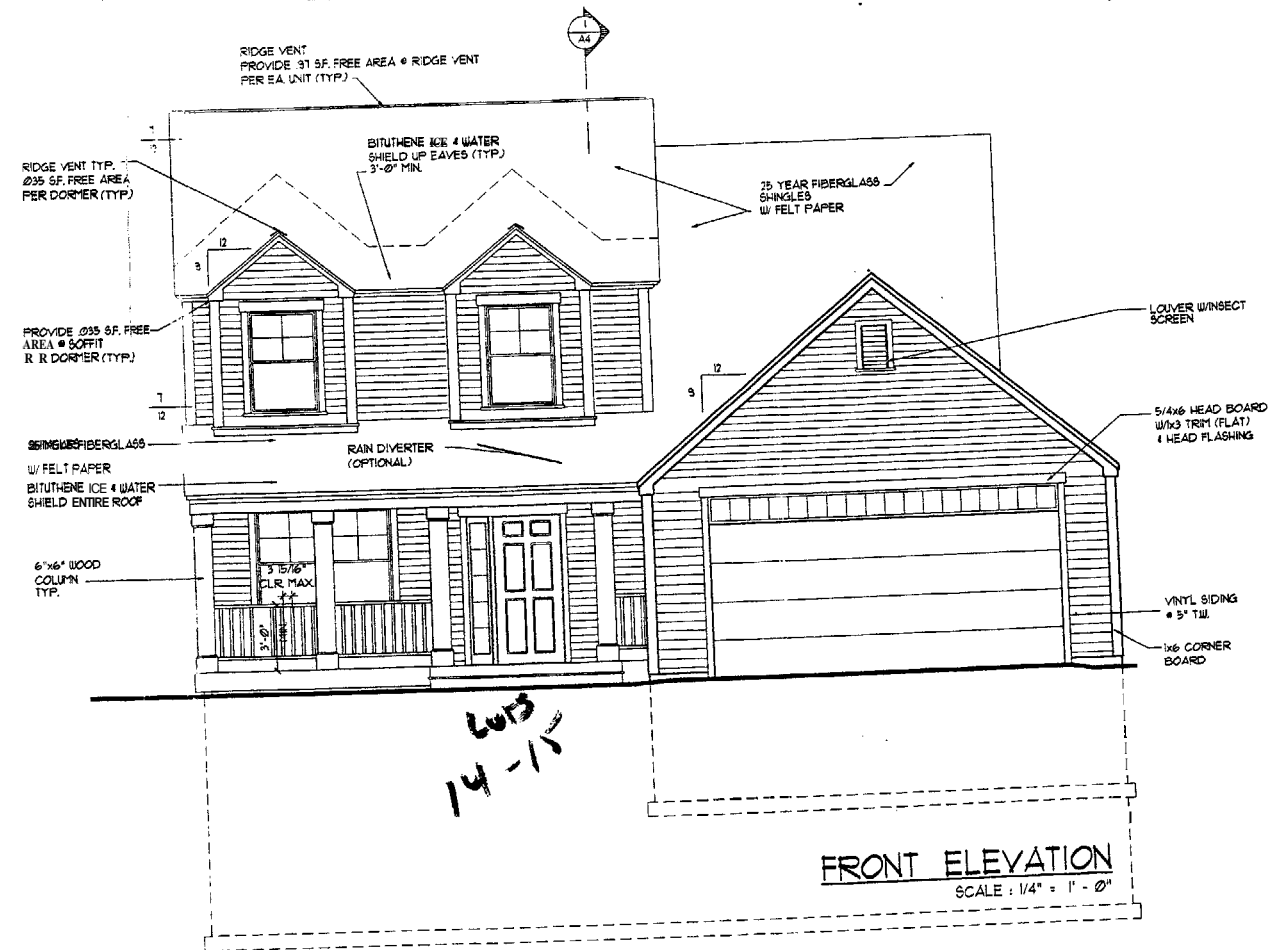 1
A4
RIDGE VENT
PROVIDE .97 S.F. FREE AREA @ RIDGE VENT
PER EA. UNIT (TYP.)
BITUTHENE ICE & WATER
SHIELD UP EAVES (TYP.)
3'-0" MIN.
RIDGE VENT TYP.
.035 S.F. FREE AREA
PER DORMER (TYP.)
25 YEAR FIBERGLASS
SHINGLES
W/ FELT PAPER
12
8
LOUVER W/INSECT
SCREEN
PROVIDE .035 S.F. FREE
AREA @ SOFFIT
R R DORMER (TYP.)
12
9
7
12
5/4x6 HEAD BOARD
W/1x3 TRIM (FLAT)
& HEAD FLASHING
FIBERGLASS
W/ FELT PAPER
BITUTHENE ICE & WATER
SHIELD ENTIRE ROOF
RAIN DIVERTER
(OPTIONAL)
6"x6" WOOD
COLUMN
TYP.
3 15/16"
CLR. MAX.
3'-0"
MIN.
VINYL SIDING
@ 5" T.W.
1x6 CORNER
BOARD
LOTS
14-15
FRONT ELEVATION
SCALE : 1/4" = 1' - 0"